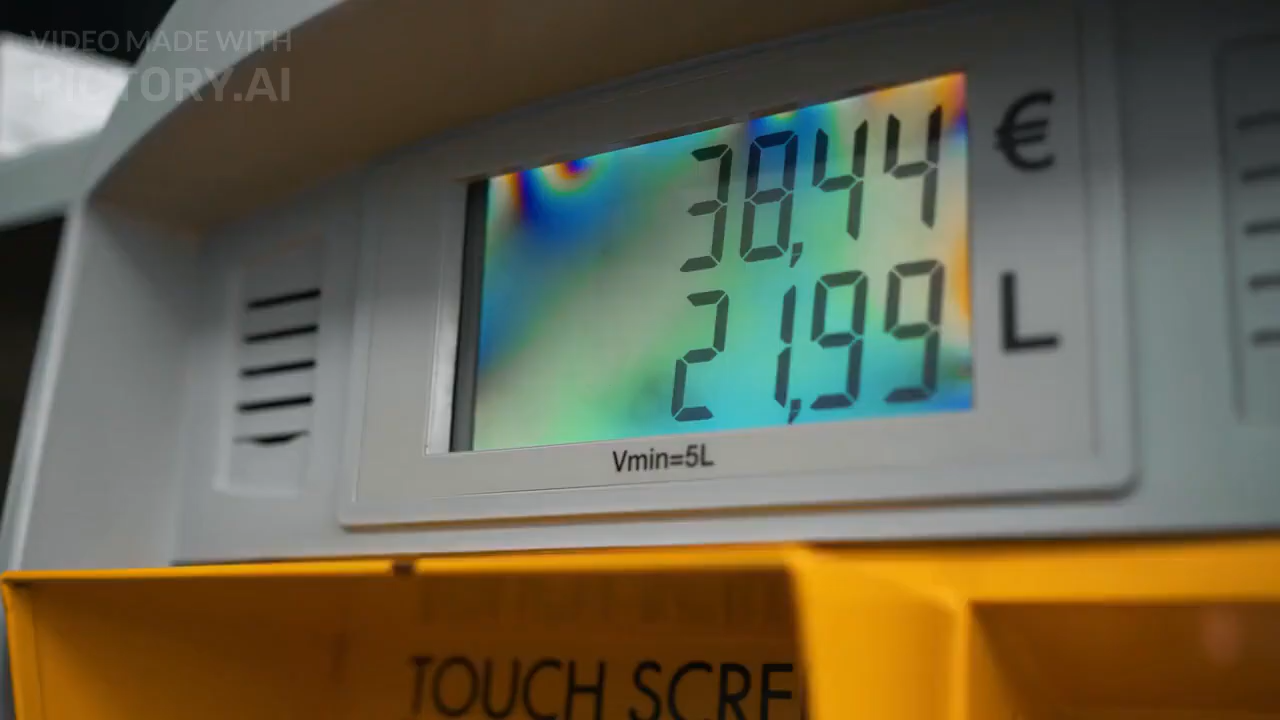 VIDEO MADE WITH
PICTORY.AI
38,44 €
21,99 L
Vmin=5L
TOUCH SCRE